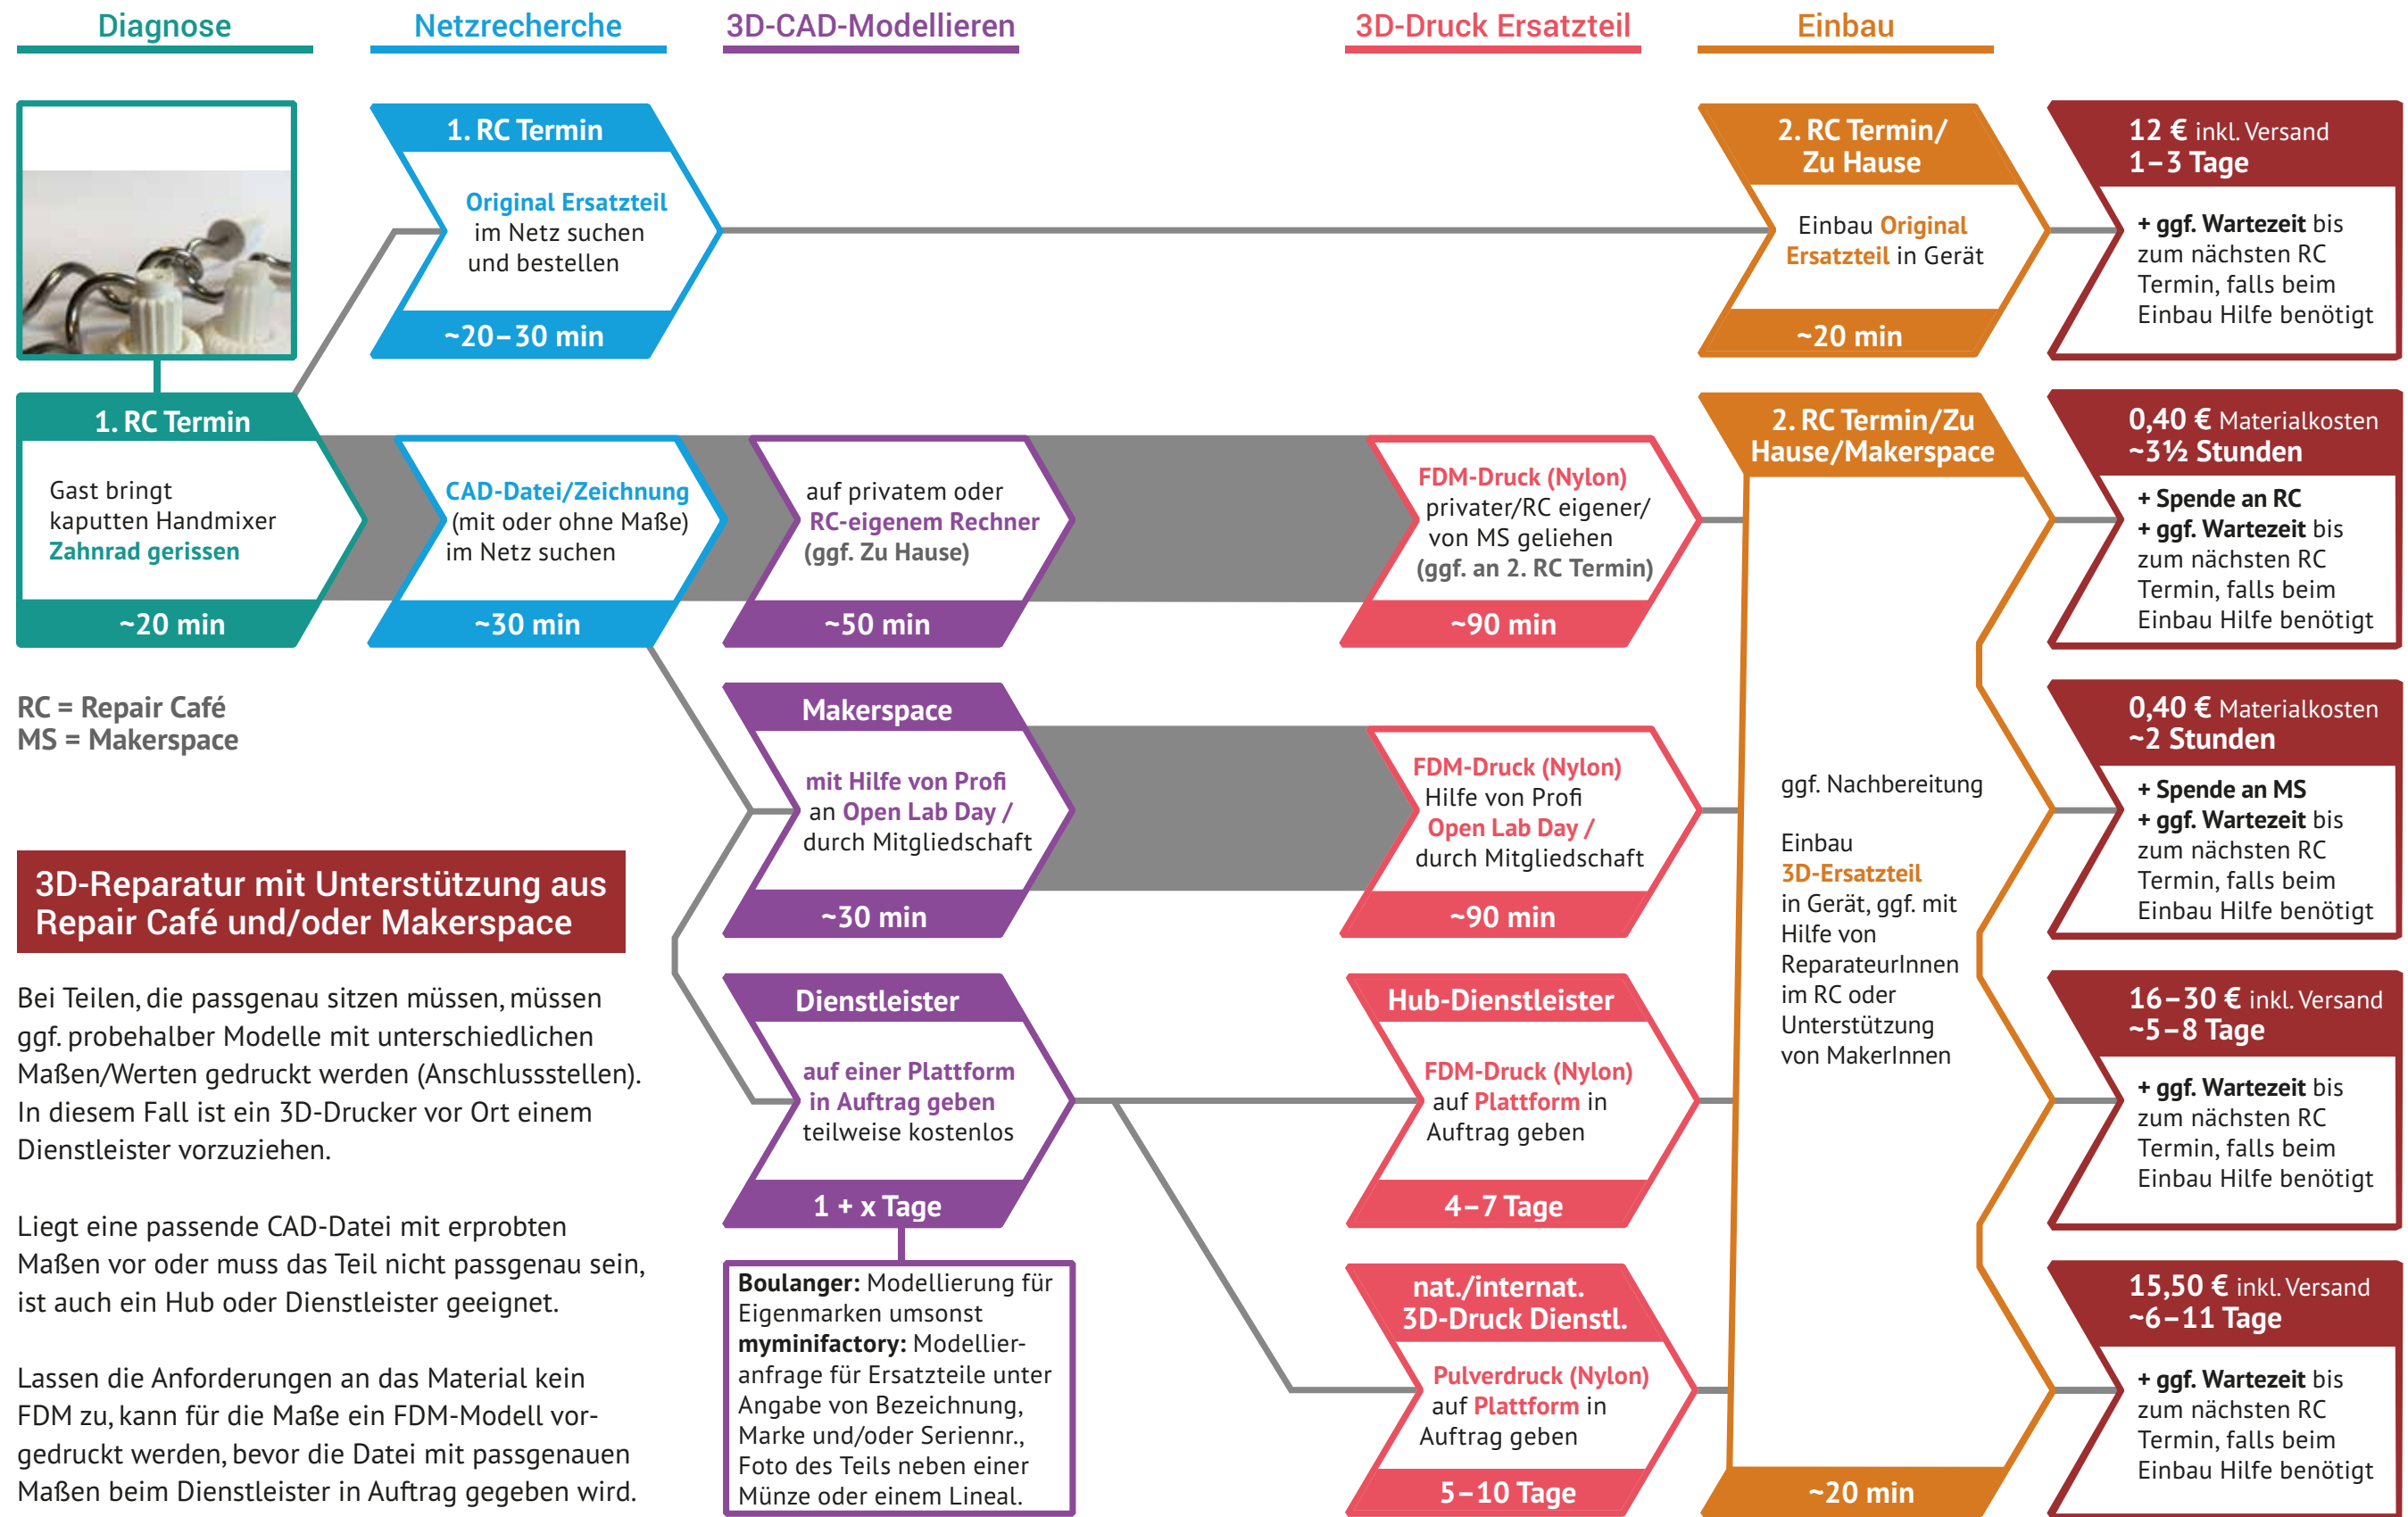 Diagnose
Netzrecherche
3D-CAD-Modellieren
3D-Druck Ersatzteil
Einbau
1. RC Termin
Original Ersatzteil
im Netz suchen
und bestellen
~20–30 min
2. RC Termin/
Zu Hause
Einbau Original
Ersatzteil in Gerät
~20 min
12 € inkl. Versand
1–3 Tage
+ ggf. Wartezeit bis
zum nächsten RC
Termin, falls beim
Einbau Hilfe benötigt
1. RC Termin
Gast bringt
kaputten Handmixer
Zahnrad gerissen
~20 min
CAD-Datei/Zeichnung
(mit oder ohne Maße)
im Netz suchen
~30 min
auf privatem oder
RC-eigenem Rechner
(ggf. Zu Hause)
~50 min
FDM-Druck (Nylon)
privater/RC eigener/
von MS geliehen
(ggf. an 2. RC Termin)
~90 min
2. RC Termin/Zu
Hause/Makerspace
ggf. Nachbereitung
Einbau
3D-Ersatzteil
in Gerät, ggf. mit
Hilfe von
ReparateurInnen
im RC oder
Unterstützung
von MakerInnen
~20 min
0,40 € Materialkosten
~3½ Stunden
+ Spende an RC
+ ggf. Wartezeit bis
zum nächsten RC
Termin, falls beim
Einbau Hilfe benötigt
RC = Repair Café
MS = Makerspace
Makerspace
mit Hilfe von Profi
an Open Lab Day /
durch Mitgliedschaft
~30 min
FDM-Druck (Nylon)
Hilfe von Profi
Open Lab Day /
durch Mitgliedschaft
~90 min
0,40 € Materialkosten
~2 Stunden
+ Spende an MS
+ ggf. Wartezeit bis
zum nächsten RC
Termin, falls beim
Einbau Hilfe benötigt
3D-Reparatur mit Unterstützung aus
Repair Café und/oder Makerspace
Bei Teilen, die passgenau sitzen müssen, müssen
ggf. probehalber Modelle mit unterschiedlichen
Maßen/Werten gedruckt werden (Anschlussstellen).
In diesem Fall ist ein 3D-Drucker vor Ort einem
Dienstleister vorzuziehen.
Liegt eine passende CAD-Datei mit erprobten
Maßen vor oder muss das Teil nicht passgenau sein,
ist auch ein Hub oder Dienstleister geeignet.
Lassen die Anforderungen an das Material kein
FDM zu, kann für die Maße ein FDM-Modell vor-
gedruckt werden, bevor die Datei mit passgenauen
Maßen beim Dienstleister in Auftrag gegeben wird.
Dienstleister
auf einer Plattform
in Auftrag geben
teilweise kostenlos
1 + x Tage
Boulanger: Modellierung für
Eigenmarken umsonst
myminifactory: Modellier-
anfrage für Ersatzteile unter
Angabe von Bezeichnung,
Marke und/oder Seriennr.,
Foto des Teils neben einer
Münze oder einem Lineal.
Hub-Dienstleister
FDM-Druck (Nylon)
auf Plattform in
Auftrag geben
4–7 Tage
16–30 € inkl. Versand
~5–8 Tage
+ ggf. Wartezeit bis
zum nächsten RC
Termin, falls beim
Einbau Hilfe benötigt
nat./internat.
3D-Druck Dienstl.
Pulverdruck (Nylon)
auf Plattform in
Auftrag geben
5–10 Tage
15,50 € inkl. Versand
~6–11 Tage
+ ggf. Wartezeit bis
zum nächsten RC
Termin, falls beim
Einbau Hilfe benötigt